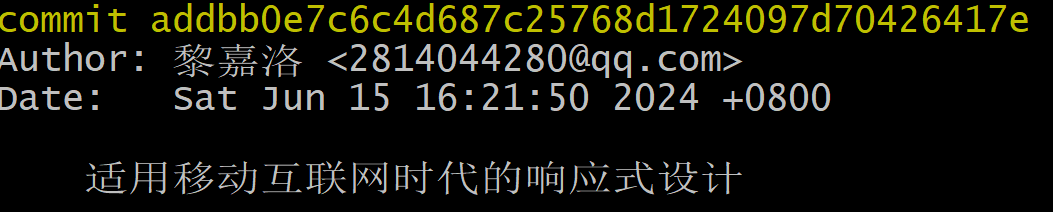 commit addbb0e7c6c4d687c25768d1724097d70426417e
Author: 黎嘉洛 <2814044280@qq.com>
Date:   Sat Jun 15 16:21:50 2024 +0800
适用移动互联网时代的响应式设计